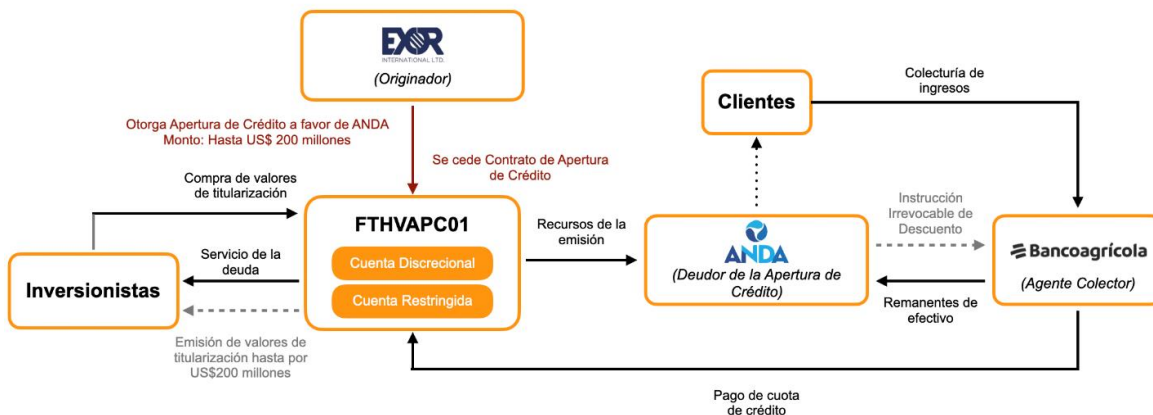 EXOR
INTERNATIONAL LTD.
(Originador)
Otorga Apertura de Crédito a favor de ANDA
Monto: Hasta US$ 200 millones
Se cede Contrato de Apertura
de Crédito
Clientes
Colecturía de
ingresos
Compra de valores
de titularización
FTHVAPC01
Cuenta Discrecional
Cuenta Restringida
Recursos de la
emisión
ANDA
(Deudor de la Apertura de
Crédito)
Instrucción
Irrevocable de
Descuento
Bancoagrícola
(Agente Colector)
Remanentes de
efectivo
Inversionistas
Servicio de la
deuda
Emisión de valores de
titularización hasta por
US$200 millones
Pago de cuota
de crédito